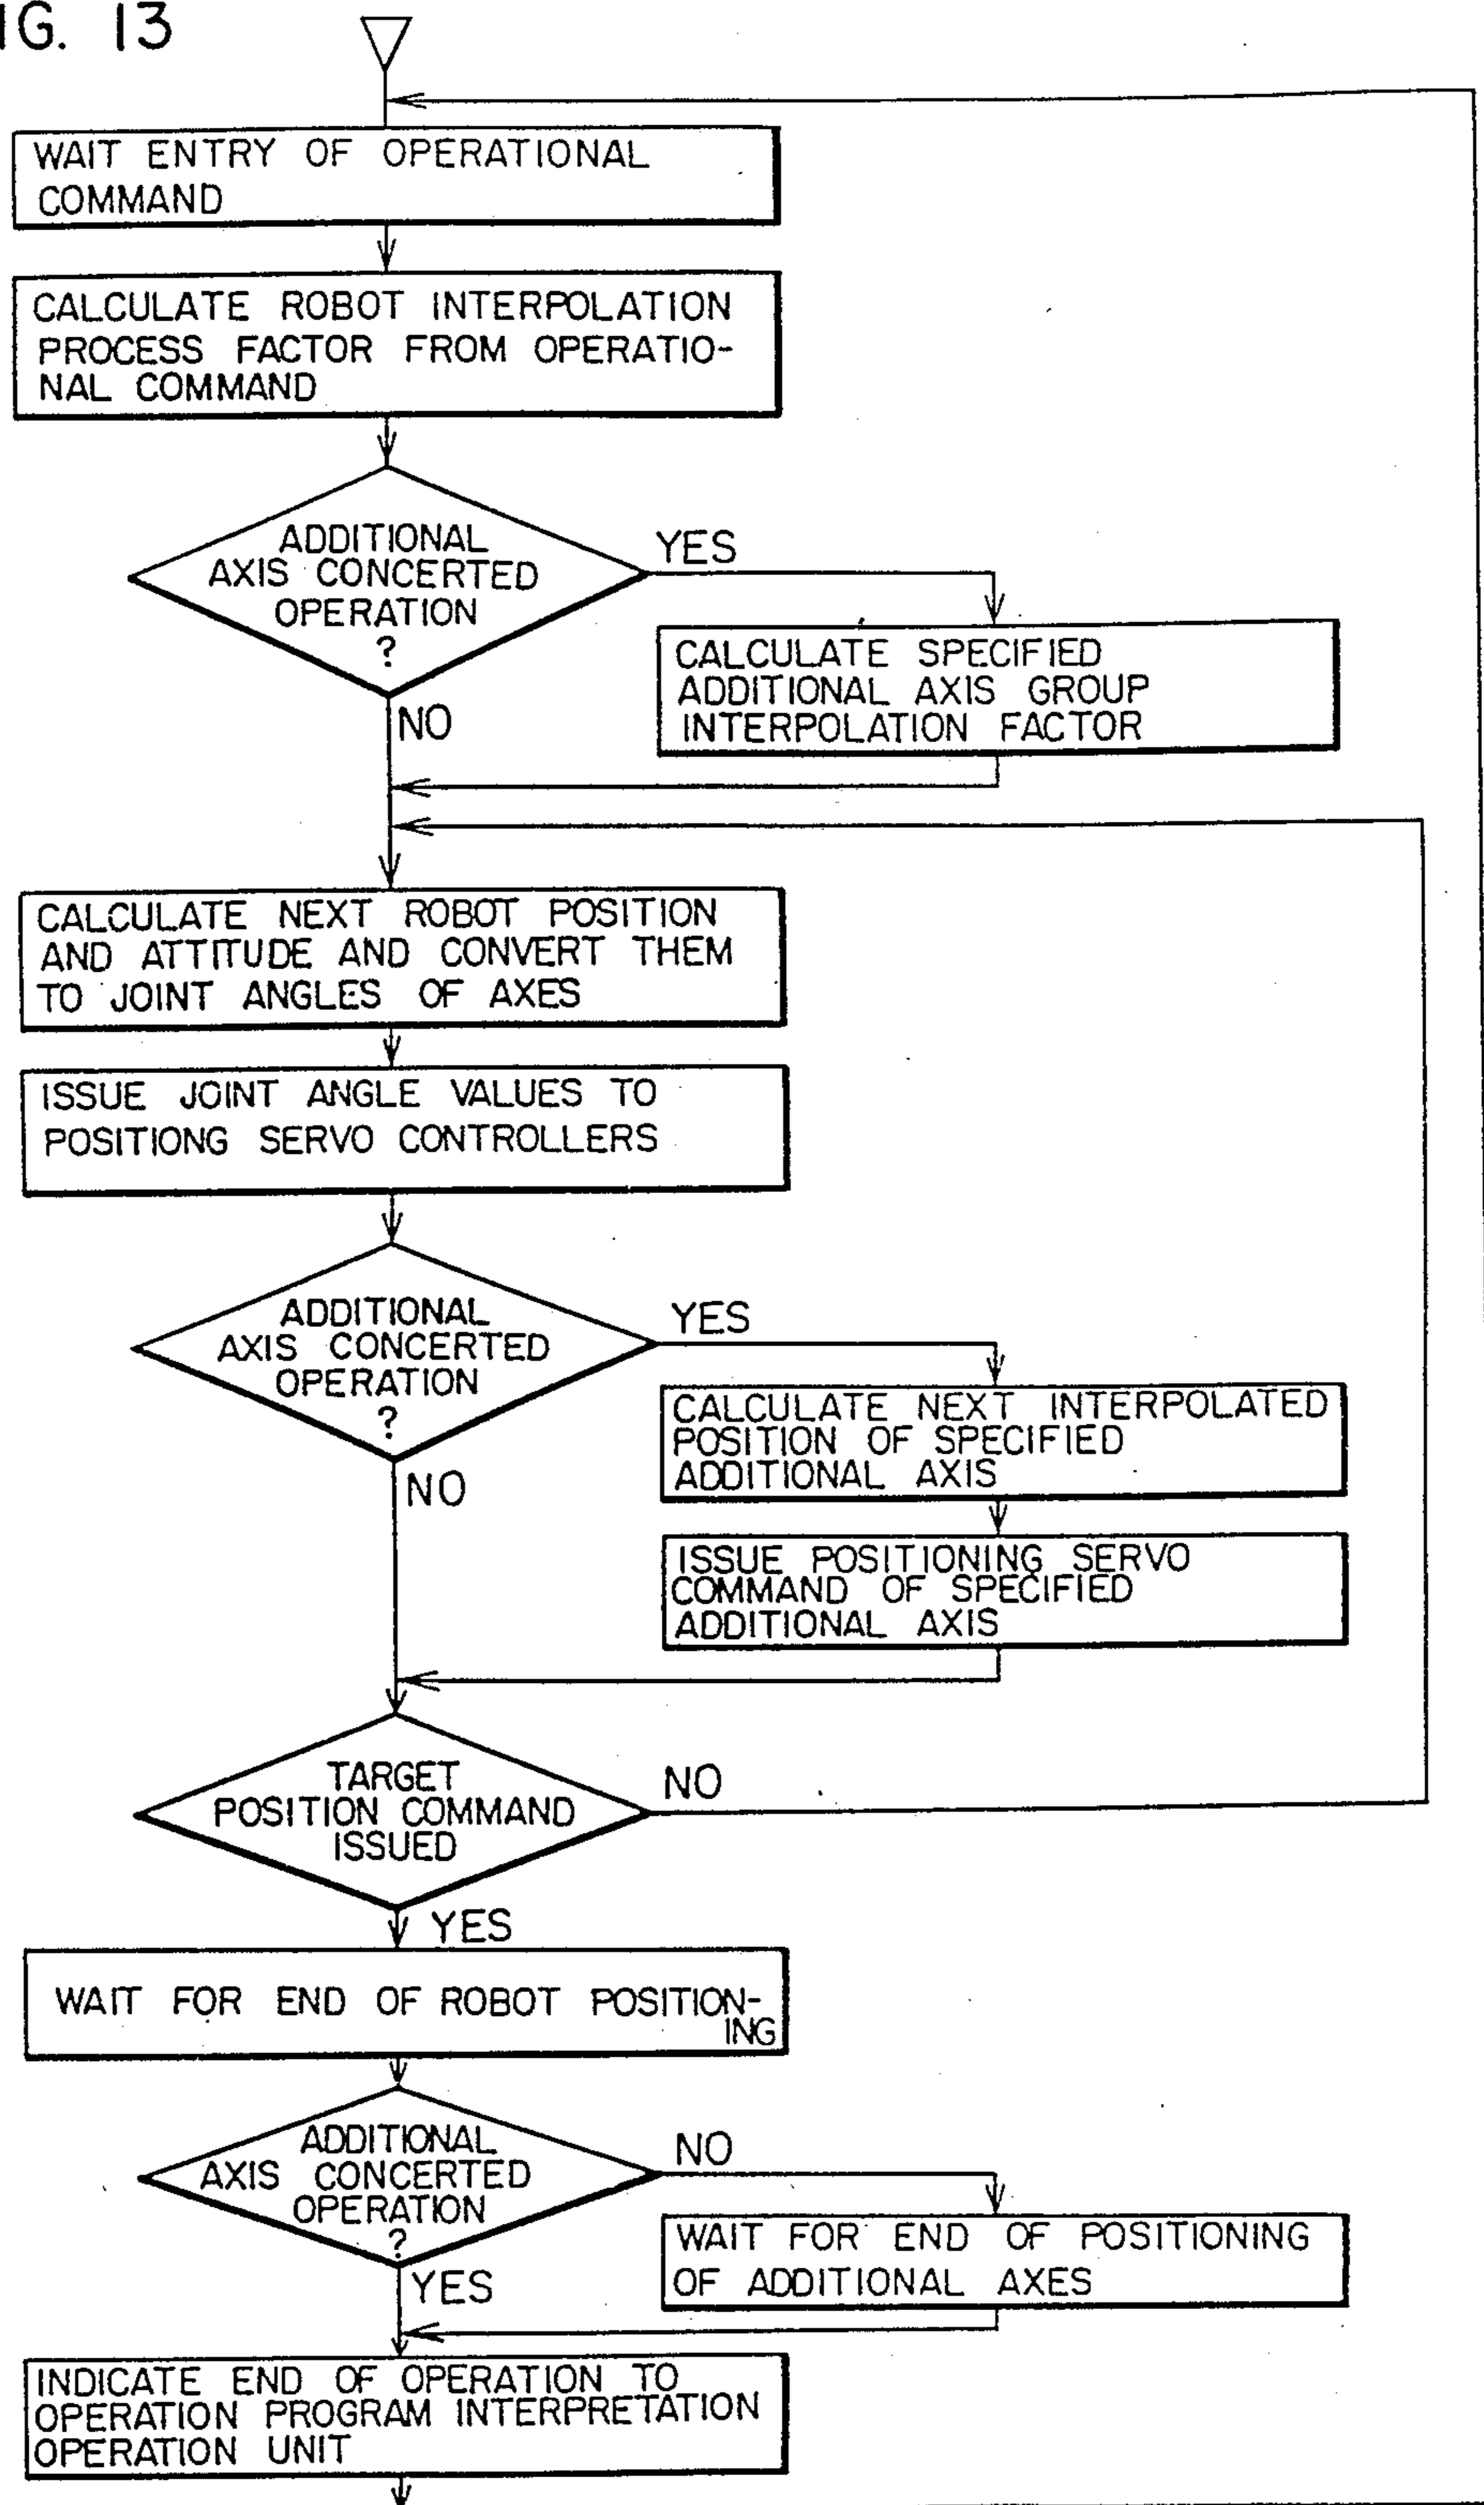 IG. 13
WAIT ENTRY OF OPERATIONAL
COMMAND
CALCULATE ROBOT INTERPOLATION
PROCESS FACTOR FROM OPERATIO-
NAL COMMAND
ADDITIONAL
AXIS CONCERTED
OPERATION
?
YES
NO
CALCULATE SPECIFIED
ADDITIONAL AXIS GROUP
INTERPOLATION FACTOR
CALCULATE NEXT ROBOT POSITION
AND ATTITUDE AND CONVERT THEM
TO JOINT ANGLES OF AXES
ISSUE JOINT ANGLE VALUES TO
POSITIONG SERVO CONTROLLERS
ADDITIONAL
AXIS CONCERTED
OPERATION
?
YES
NO
CALCULATE NEXT INTERPOLATED
POSITION OF SPECIFIED
ADDITIONAL AXIS
ISSUE POSITIONING SERVO
COMMAND OF SPECIFIED
ADDITIONAL AXIS
TARGET
POSITION COMMAND
ISSUED
NO
YES
WAIT FOR END OF ROBOT POSITION-
ING
ADDITIONAL
AXIS CONCERTED
OPERATION
?
NO
YES
WAIT FOR END OF POSITIONING
OF ADDITIONAL AXES
INDICATE END OF OPERATION TO
OPERATION PROGRAM INTERPRETATION
OPERATION UNIT